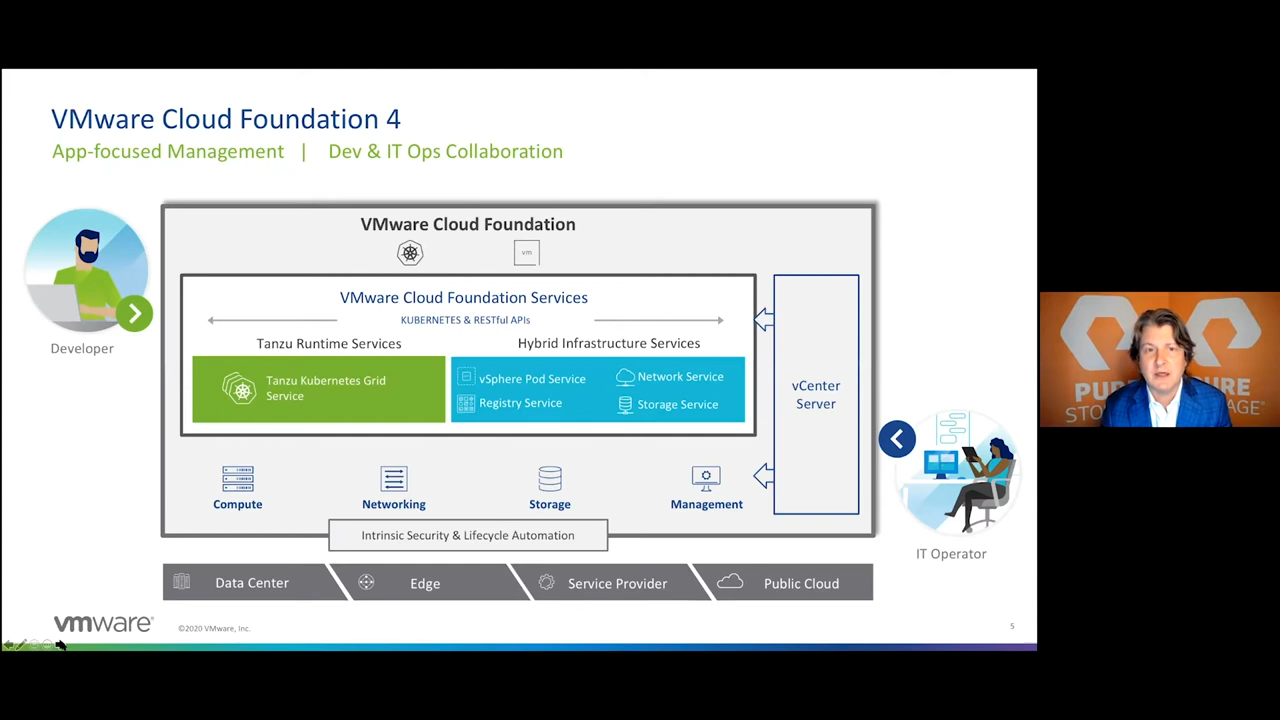 VMware Cloud Foundation 4
App-focused Management | Dev & IT Ops Collaboration
VMware Cloud Foundation
vm
VMware Cloud Foundation Services
KUBERNETES & RESTful APIs
Tanzu Runtime Services
Hybrid Infrastructure Services
Tanzu Kubernetes Grid
Service
vSphere Pod Service
Network Service
Registry Service
Storage Service
vCenter
Server
Developer
Compute
Networking
Storage
Management
Intrinsic Security & Lifecycle Automation
IT Operator
Data Center
Edge
Service Provider
Public Cloud
vmware®
©2020 VMware, Inc.
5